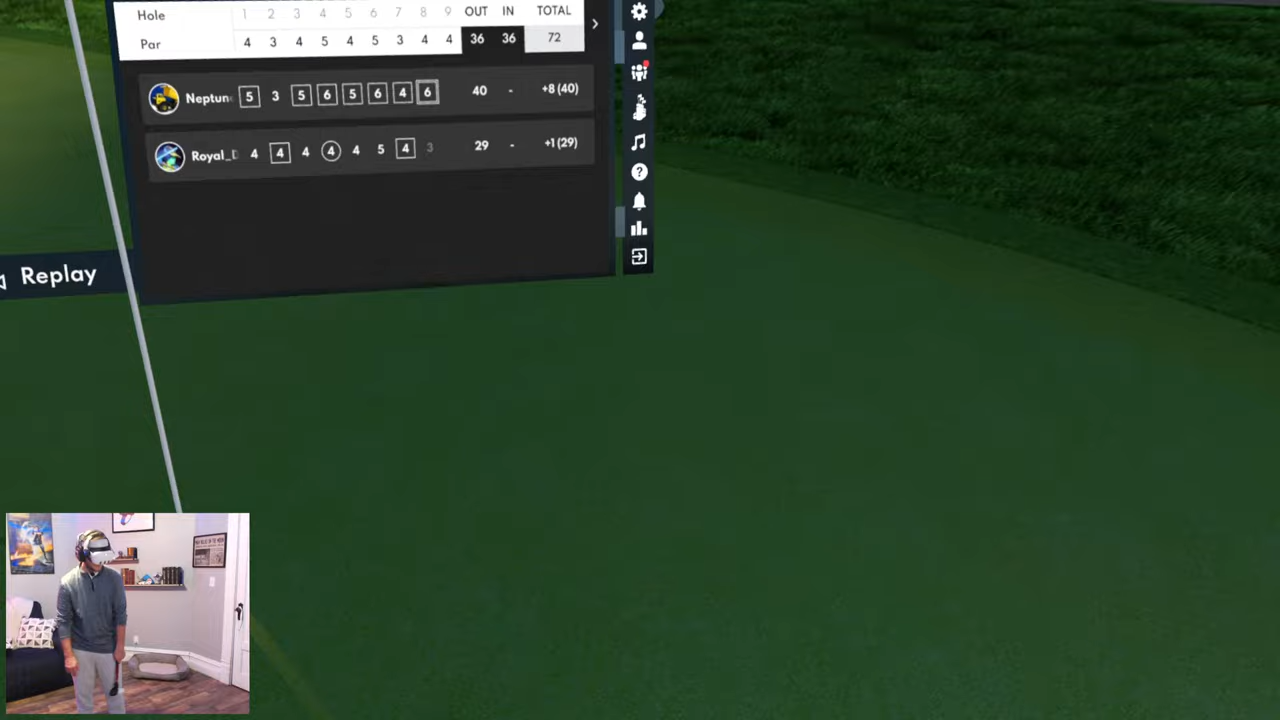 Hole 1 2 3 4 5 6 7 8 9 OUT IN TOTAL
Par 4 3 4 5 4 5 3 4 4 36 36 72
Neptun 5 3 5 6 5 6 4 6 40 - +8 (40)
Royal_D 4 4 4 4 4 5 4 3 29 - +1 (29)
Replay